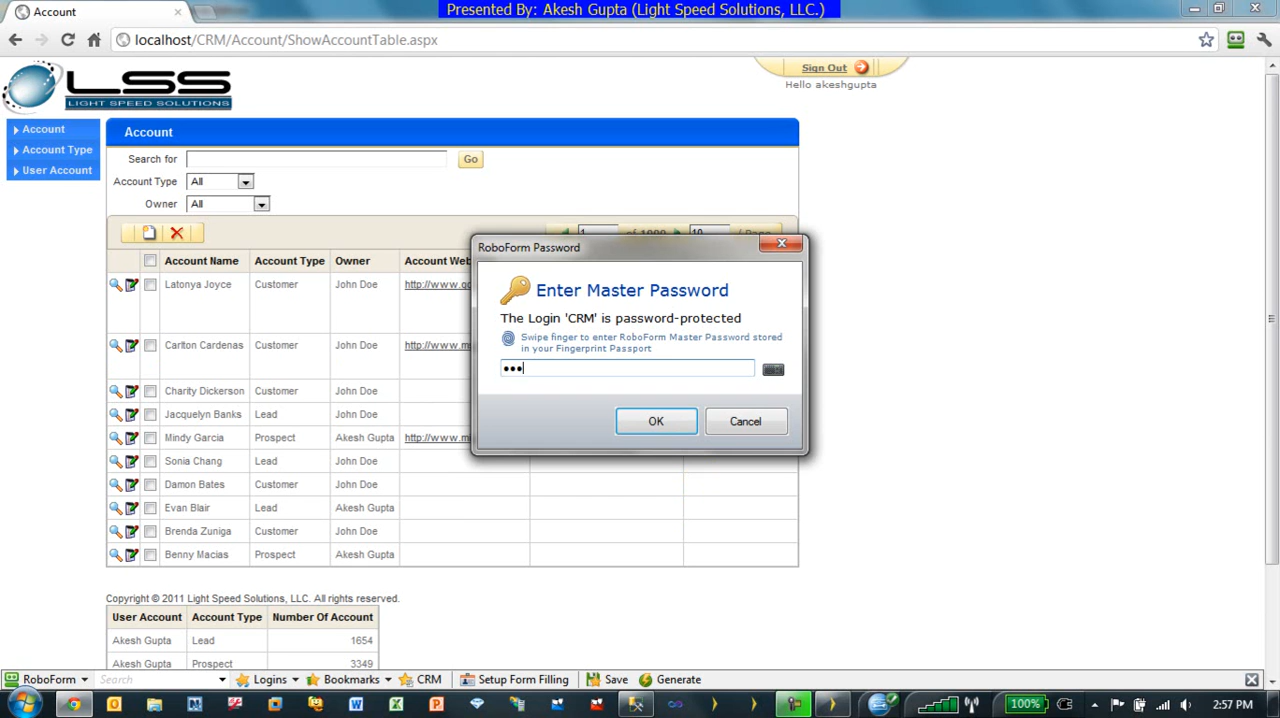 Presented By: Akesh Gupta (Light Speed Solutions, LLC.)
Account
localhost/CRM/Account/ShowAccountTable.aspx
LSS
LIGHT SPEED SOLUTIONS
Sign Out
Hello akeshgupta
Account
Account Type
User Account
Account
Search for
Go
Account Type All
Owner All
1 of 1999 10 / Page
Account Name Account Type Owner Account Web
Latonya Joyce Customer John Doe
Carlton Cardenas Customer John Doe
Charity Dickerson Customer John Doe
Jacquelyn Banks Lead John Doe
Mindy Garcia Prospect Akesh Gupta
Sonia Chang Lead John Doe
Damon Bates Customer John Doe
Evan Blair Lead Akesh Gupta
Brenda Zuniga Customer John Doe
Benny Macias Prospect Akesh Gupta
RoboForm Password
Enter Master Password
The Login 'CRM' is password-protected
Swipe finger to enter RoboForm Master Password stored
in your Fingerprint Passport
•••
OK Cancel
Copyright © 2011 Light Speed Solutions, LLC. All rights reserved.
User Account Account Type Number Of Account
Akesh Gupta Lead 1654
Akesh Gupta Prospect 3349
RoboForm Search Logins Bookmarks CRM Setup Form Filling Save Generate
100% 2:57 PM